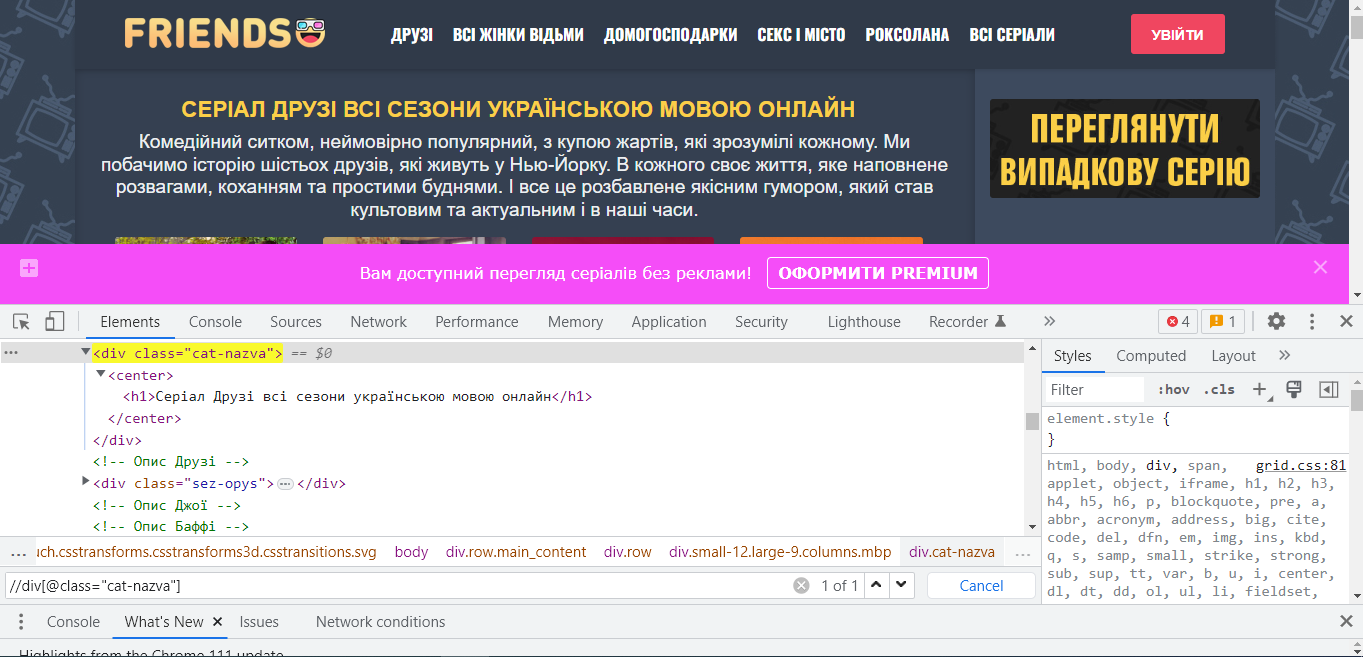 FRIENDS
ДРУЗІ ВСІ ЖІНКИ ВІДЬМИ ДОМОГОСПОДАРКИ СЕКС І МІСТО РОКСОЛАНА ВСІ СЕРІАЛИ УВІЙТИ
СЕРІАЛ ДРУЗІ ВСІ СЕЗОНИ УКРАЇНСЬКОЮ МОВОЮ ОНЛАЙН
Комедійний ситком, неймовірно популярний, з купою жартів, які зрозумілі кожному. Ми
побачимо історію шістьох друзів, які живуть у Нью-Йорку. В кожного своє життя, яке наповнене
розвагами, коханням та простими буднями. І все це розбавлене якісним гумором, який став
культовим та актуальним і в наші часи.
ПЕРЕГЛЯНУТИ
ВИПАДКОВУ СЕРІЮ
Вам доступний перегляд серіалів без реклами! ОФОРМИТИ PREMIUM
Elements Console Sources Network Performance Memory Application Security Lighthouse Recorder 4 1
<div class="cat-nazva"> == $0
<center>
<h1>Серіал Друзі всі сезони українською мовою онлайн</h1>
</center>
</div>
<!-- Опис Друзі -->
<div class="sez-opys">…</div>
<!-- Опис Джої -->
<!-- Опис Баффі -->
... uch.csstransforms.csstransforms3d.csstransitions.svg body div.row.main_content div.row div.small-12.large-9.columns.mbp div.cat-nazva ...
//div[@class="cat-nazva"] 1 of 1 Cancel
Styles Computed Layout
Filter :hov .cls
element.style {
}
html, body, div, span, grid.css:81
applet, object, iframe, h1, h2, h3,
h4, h5, h6, p, blockquote, pre, a,
abbr, acronym, address, big, cite,
code, del, dfn, em, img, ins, kbd,
q, s, samp, small, strike, strong,
sub, sup, tt, var, b, u, i, center,
dl, dt, dd, ol, ul, li, fieldset,
Console What's New Issues Network conditions
Highlights from the Chrome 111 update